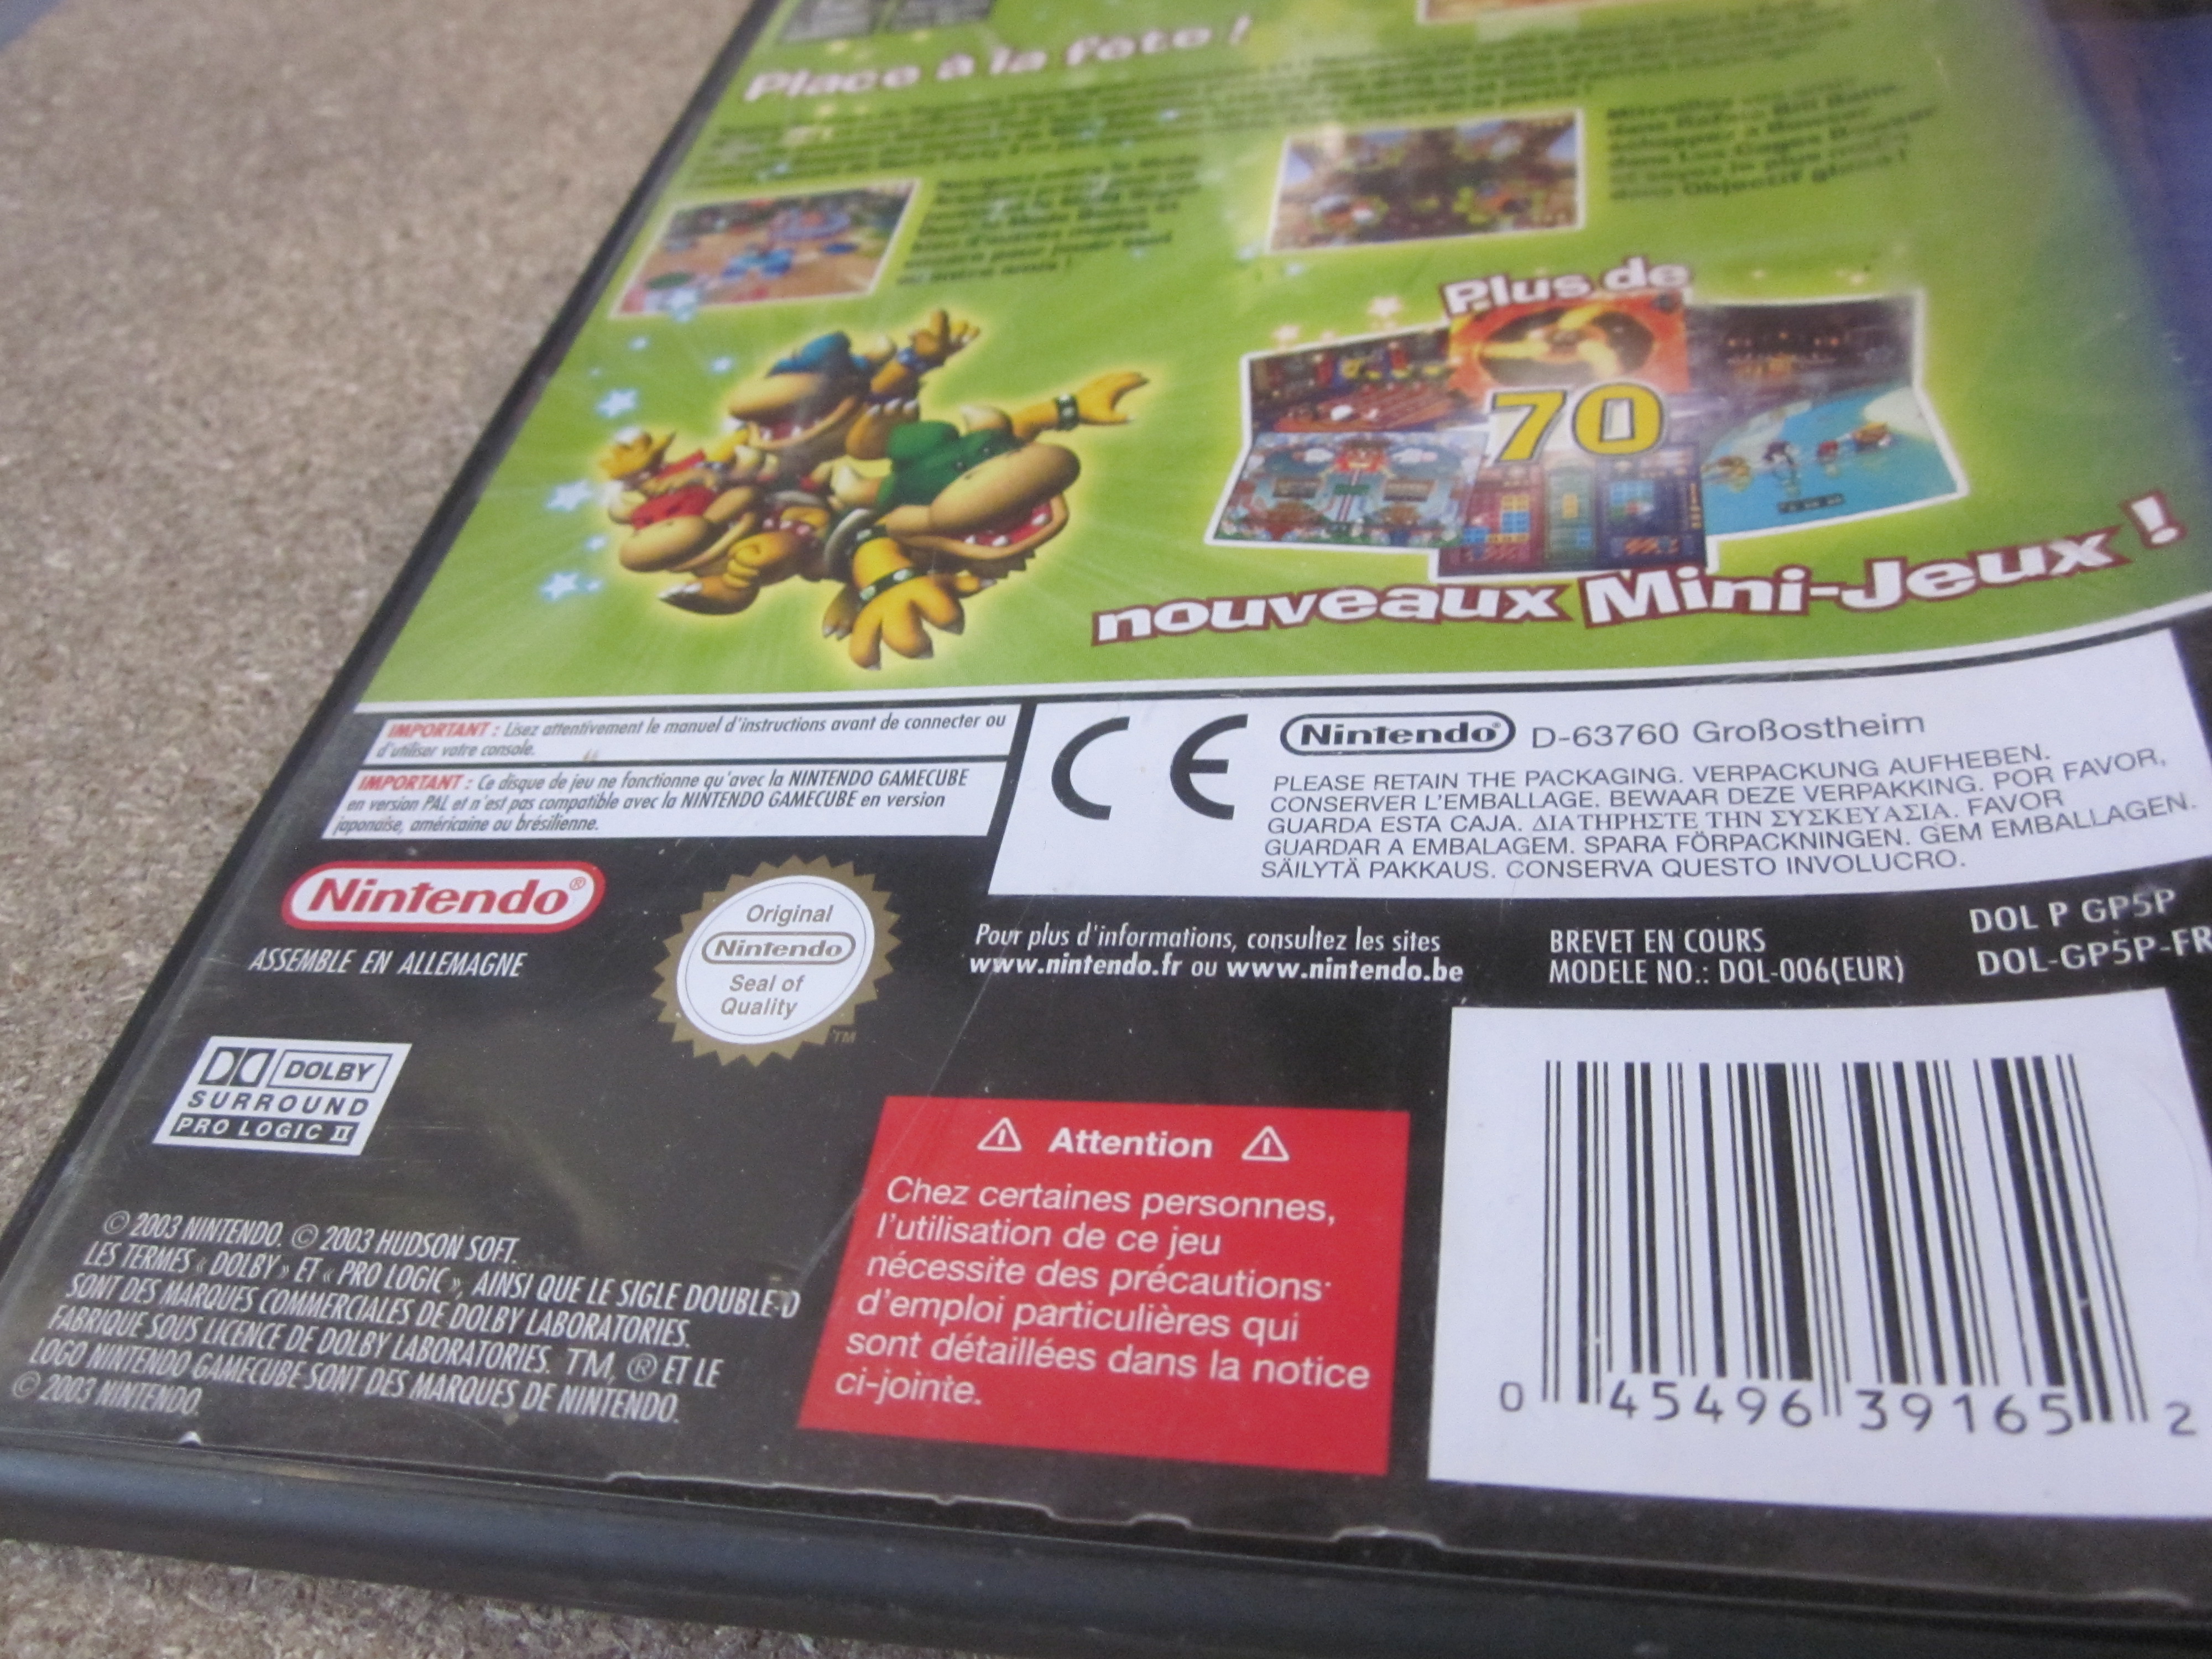 Place à la fête !
dans Objectif
Plus de
70
nouveaux Mini-Jeux !
IMPORTANT : Lisez attentivement le manuel d'instructions avant de connecter ou
d'utiliser votre console.
IMPORTANT : Ce disque de jeu ne fonctionne qu'avec la NINTENDO GAMECUBE
en version PAL et n'est pas compatible avec la NINTENDO GAMECUBE en version
japonaise, américaine ou brésilienne.
CE
Nintendo® D-63760 Großostheim
PLEASE RETAIN THE PACKAGING. VERPACKUNG AUFHEBEN.
CONSERVER L'EMBALLAGE. BEWAAR DEZE VERPAKKING. POR FAVOR,
GUARDA ESTA CAJA. ΔΙΑΤΗΡΗΣΤΕ ΤΗΝ ΣΥΣΚΕΥΑΣΙΑ. FAVOR
GUARDAR A EMBALAGEM. SPARA FÖRPACKNINGEN. GEM EMBALLAGEN.
SÄILYTÄ PAKKAUS. CONSERVA QUESTO INVOLUCRO.
Nintendo®
ASSEMBLE EN ALLEMAGNE
Original
Nintendo
Seal of
Quality
TM
Pour plus d'informations, consultez les sites
www.nintendo.fr ou www.nintendo.be
BREVET EN COURS
MODELE NO.: DOL-006(EUR)
DOL P GP5P
DOL-GP5P-FR
DOLBY
SURROUND
PRO LOGIC II
© 2003 NINTENDO. © 2003 HUDSON SOFT.
LES TERMES « DOLBY » ET « PRO LOGIC », AINSI QUE LE SIGLE DOUBLE-D
SONT DES MARQUES COMMERCIALES DE DOLBY LABORATORIES.
FABRIQUE SOUS LICENCE DE DOLBY LABORATORIES. TM, ® ET LE
LOGO NINTENDO GAMECUBE SONT DES MARQUES DE NINTENDO.
© 2003 NINTENDO.
Attention
Chez certaines personnes,
l'utilisation de ce jeu
nécessite des précautions
d'emploi particulières qui
sont détaillées dans la notice
ci-jointe.
0 45496 39165 2